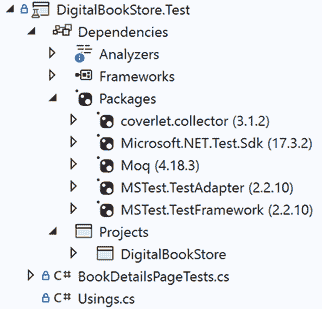 DigitalBookStore.Test
Dependencies
Analyzers
Frameworks
Packages
coverlet.collector (3.1.2)
Microsoft.NET.Test.Sdk (17.3.2)
Moq (4.18.3)
MSTest.TestAdapter (2.2.10)
MSTest.TestFramework (2.2.10)
Projects
DigitalBookStore
C# BookDetailsPageTests.cs
C# Usings.cs